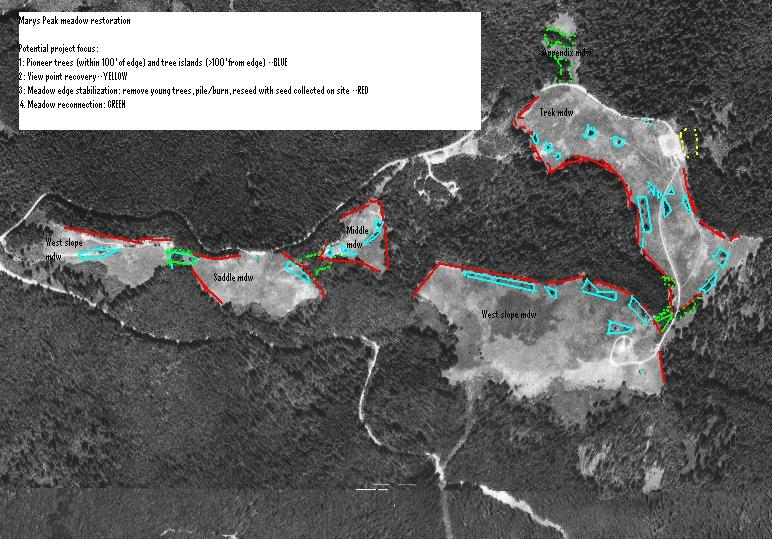 Marys Peak meadow restoration
Potential project focus:
1: Pioneer trees (within 100' of edge) and tree islands (>100' from edge) --BLUE
2: View point recovery--YELLOW
3: Meadow edge stabilization: remove young trees, pile/burn, reseed with seed collected on site --RED
4. Meadow reconnection: GREEN
Appendix mdw
Trek mdw
West slope
mdw
Middle
mdw
Saddle mdw
West slope mdw